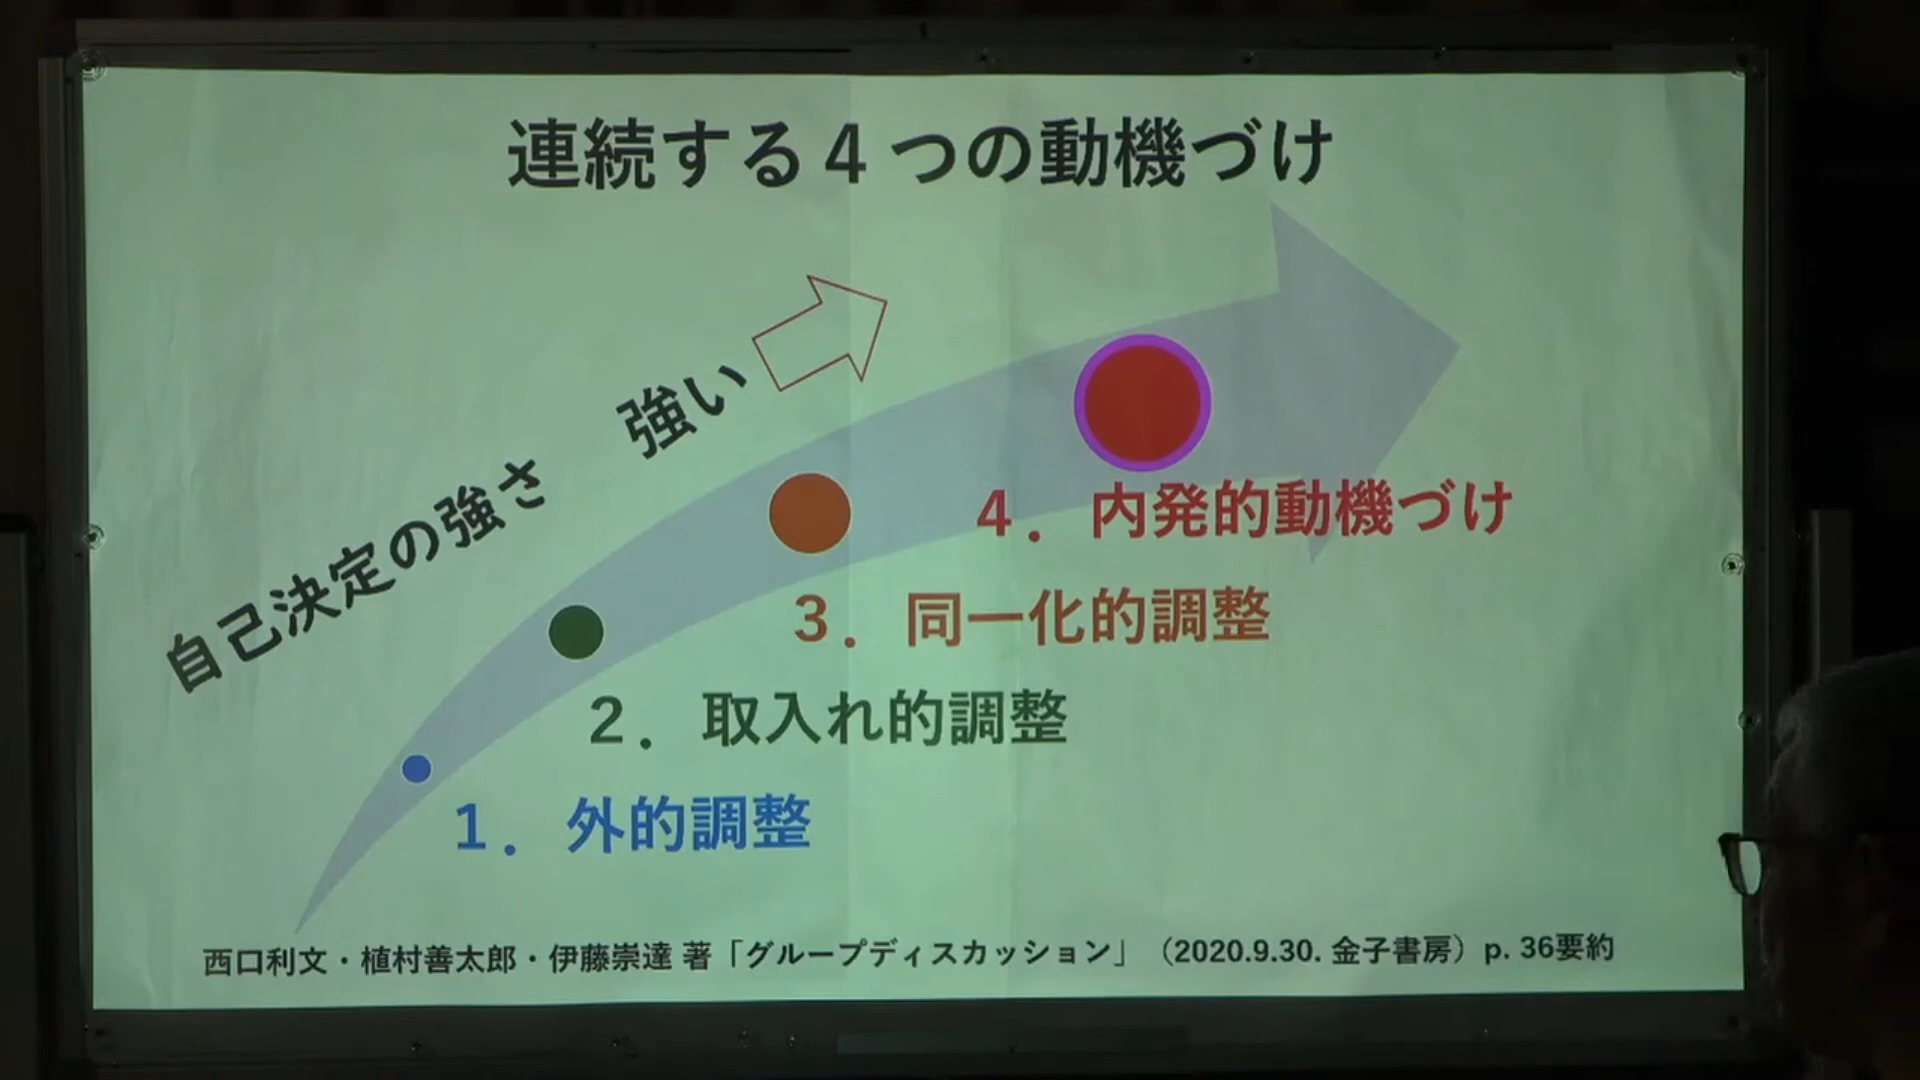 連続する4つの動機づけ
自己決定の強さ 強い
4. 内発的動機づけ
3. 同一化的調整
2. 取入れ的調整
1. 外的調整
西口利文・植村善太郎・伊藤崇達 著「グループディスカッション」（2020.9.30. 金子書房）p. 36要約